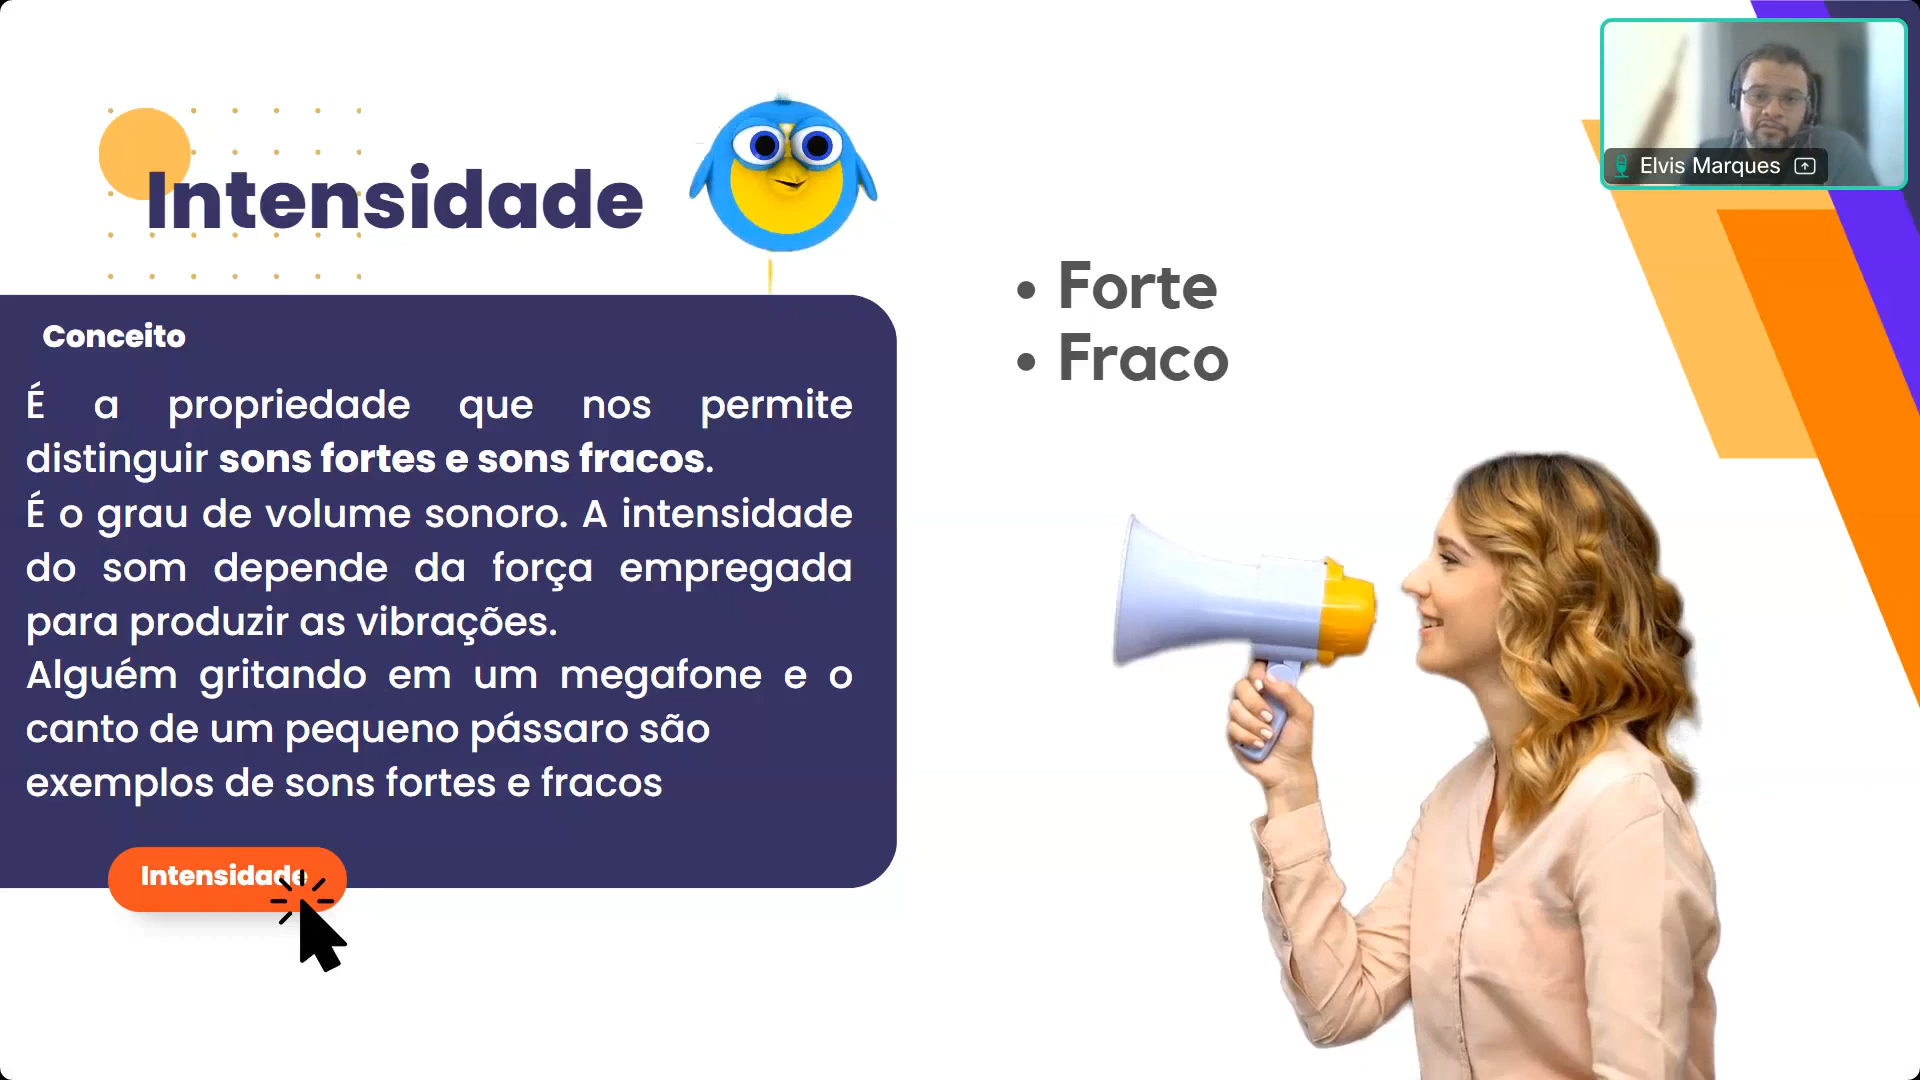 Intensidade
Conceito
É a propriedade que nos permite
distinguir sons fortes e sons fracos.
É o grau de volume sonoro. A intensidade
do som depende da força empregada
para produzir as vibrações.
Alguém gritando em um megafone e o
canto de um pequeno pássaro são
exemplos de sons fortes e fracos
Intensidade
• Forte
• Fraco
Elvis Marques